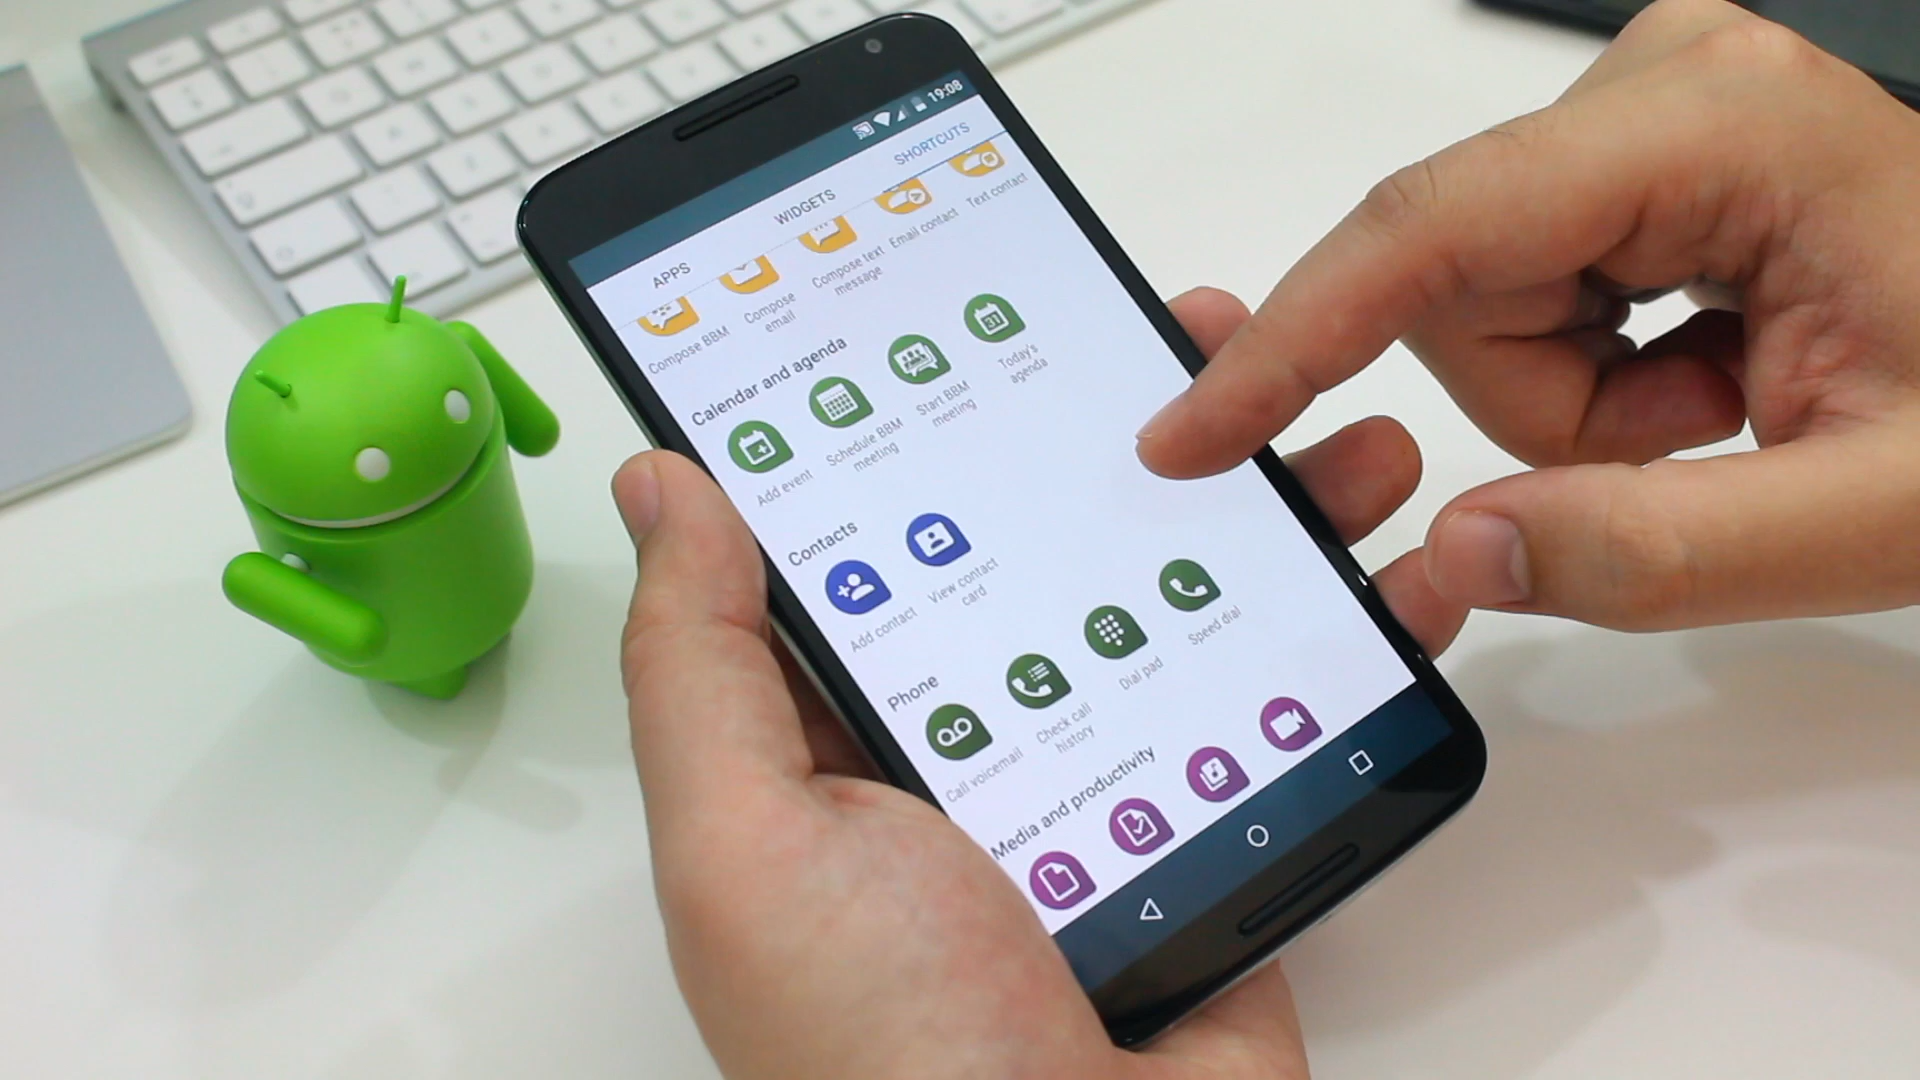 19:08
APPS WIDGETS SHORTCUTS
Compose BBM
Compose
email
Compose text
message
Email contact
Text contact
Calendar and agenda
Add event
Schedule BBM
meeting
Start BBM
meeting
31
Today's
agenda
Contacts
Add contact
View contact
card
Phone
Call voicemail
Check call
history
Dial pad
Speed dial
Media and productivity